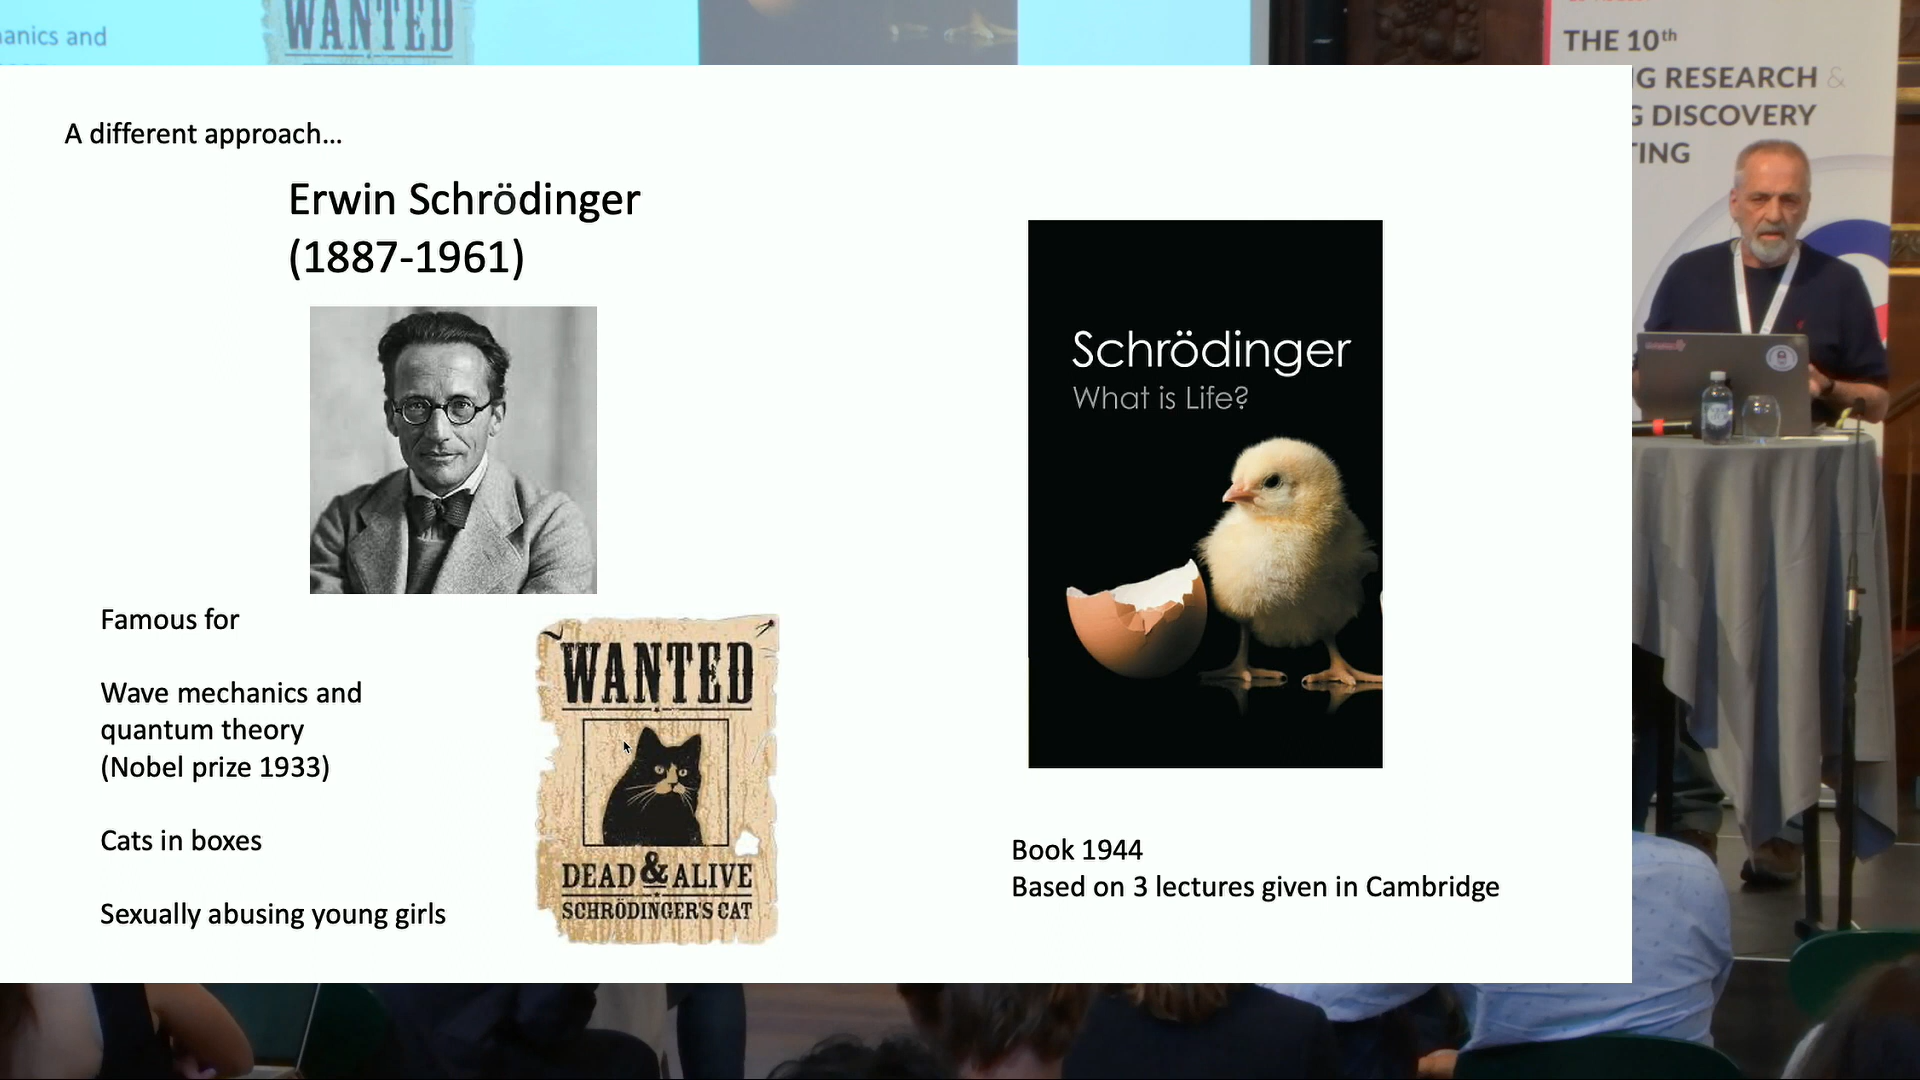 anics and
WANTED
THE 10th
G RESEARCH &
G DISCOVERY
TING
A different approach...
Erwin Schrödinger
(1887-1961)
Schrödinger
What is Life?
Famous for
Wave mechanics and
quantum theory
(Nobel prize 1933)
Cats in boxes
Sexually abusing young girls
WANTED
DEAD & ALIVE
SCHRÖDINGER'S CAT
Book 1944
Based on 3 lectures given in Cambridge